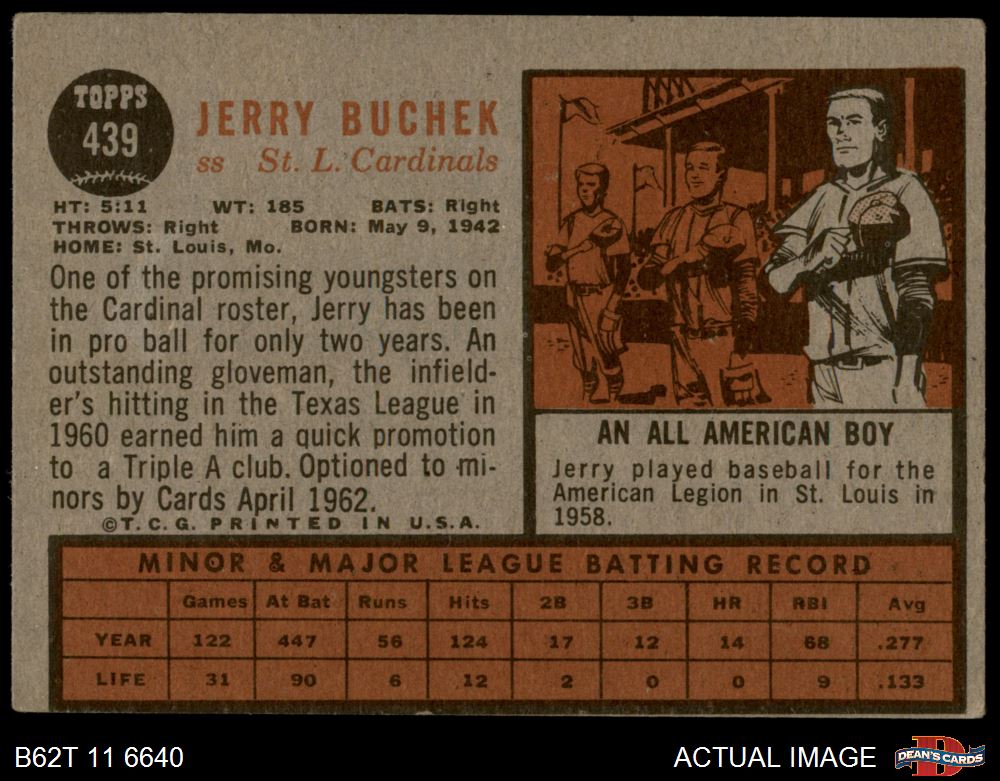 TOPPS
439
JERRY BUCHEK
ss St. L. Cardinals
HT: 5:11 WT: 185 BATS: Right
THROWS: Right BORN: May 9, 1942
HOME: St. Louis, Mo.
One of the promising youngsters on
the Cardinal roster, Jerry has been
in pro ball for only two years. An
outstanding gloveman, the infield-
er's hitting in the Texas League in
1960 earned him a quick promotion
to a Triple A club. Optioned to mi-
nors by Cards April 1962.
©T.C.G. PRINTED IN U.S.A.
AN ALL AMERICAN BOY
Jerry played baseball for the
American Legion in St. Louis in
1958.
MINOR & MAJOR LEAGUE BATTING RECORD
Games At Bat Runs Hits 2B 3B HR RBI Avg
YEAR 122 447 56 124 17 12 14 68 .277
LIFE 31 90 6 12 2 0 0 9 .133
B62T 11 6640
ACTUAL IMAGE
DEAN'S CARDS